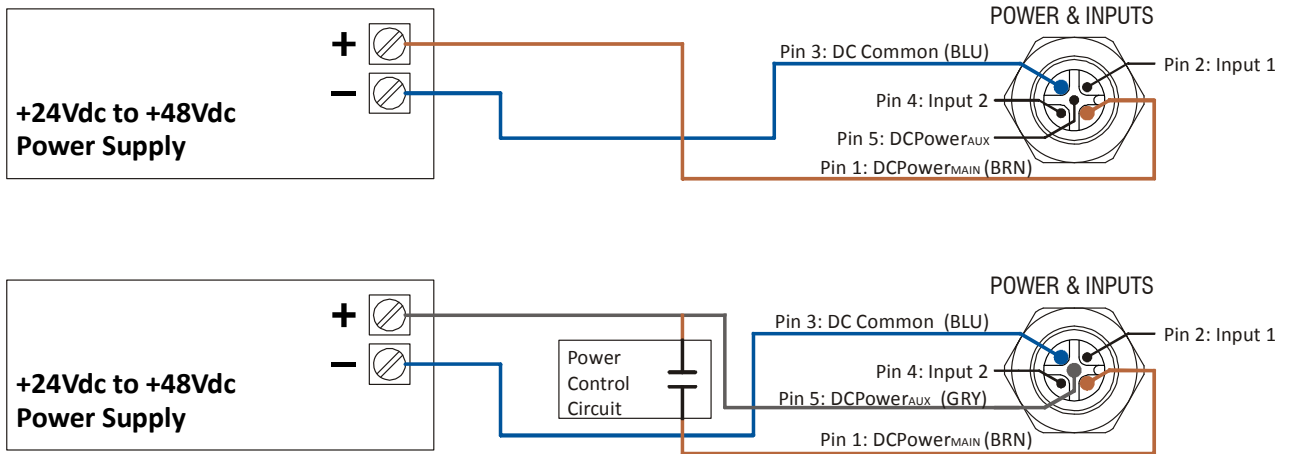 POWER & INPUTS
+
Pin 3: DC Common (BLU)
Pin 2: Input 1
−
Pin 4: Input 2
+24Vdc to +48Vdc
Power Supply
Pin 5: DCPowerAUX
Pin 1: DCPowerMAIN (BRN)
POWER & INPUTS
+
Pin 3: DC Common (BLU)
Pin 2: Input 1
−
Power
Control
Circuit
Pin 4: Input 2
+24Vdc to +48Vdc
Power Supply
Pin 5: DCPowerAUX (GRY)
Pin 1: DCPowerMAIN (BRN)